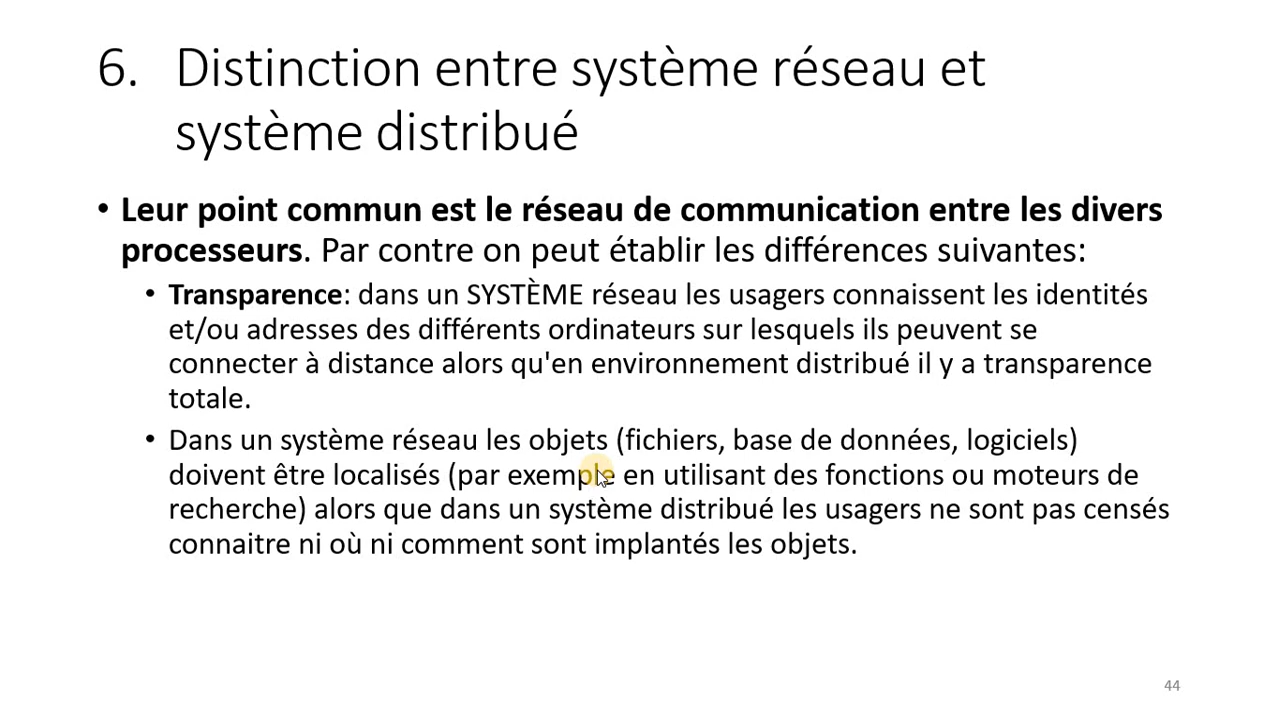 6. Distinction entre système réseau et
système distribué
• Leur point commun est le réseau de communication entre les divers
processeurs. Par contre on peut établir les différences suivantes:
• Transparence: dans un SYSTÈME réseau les usagers connaissent les identités
et/ou adresses des différents ordinateurs sur lesquels ils peuvent se
connecter à distance alors qu'en environnement distribué il y a transparence
totale.
• Dans un système réseau les objets (fichiers, base de données, logiciels)
doivent être localisés (par exemple en utilisant des fonctions ou moteurs de
recherche) alors que dans un système distribué les usagers ne sont pas censés
connaitre ni où ni comment sont implantés les objets.
44